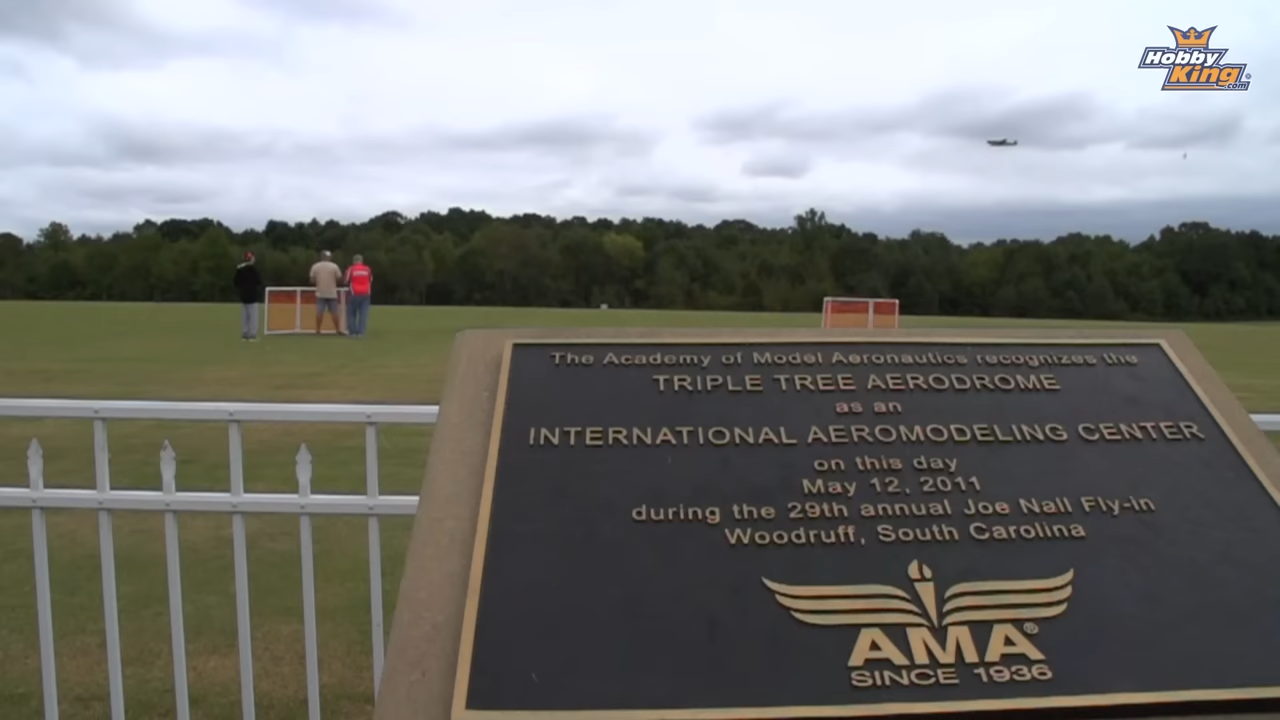 Hobby
King
.com
The Academy of Model Aeronautics recognizes the
TRIPLE TREE AERODROME
as an
INTERNATIONAL AEROMODELING CENTER
on this day
May 12, 2011
during the 29th annual Joe Nall Fly-in
Woodruff, South Carolina
AMA®
SINCE 1936